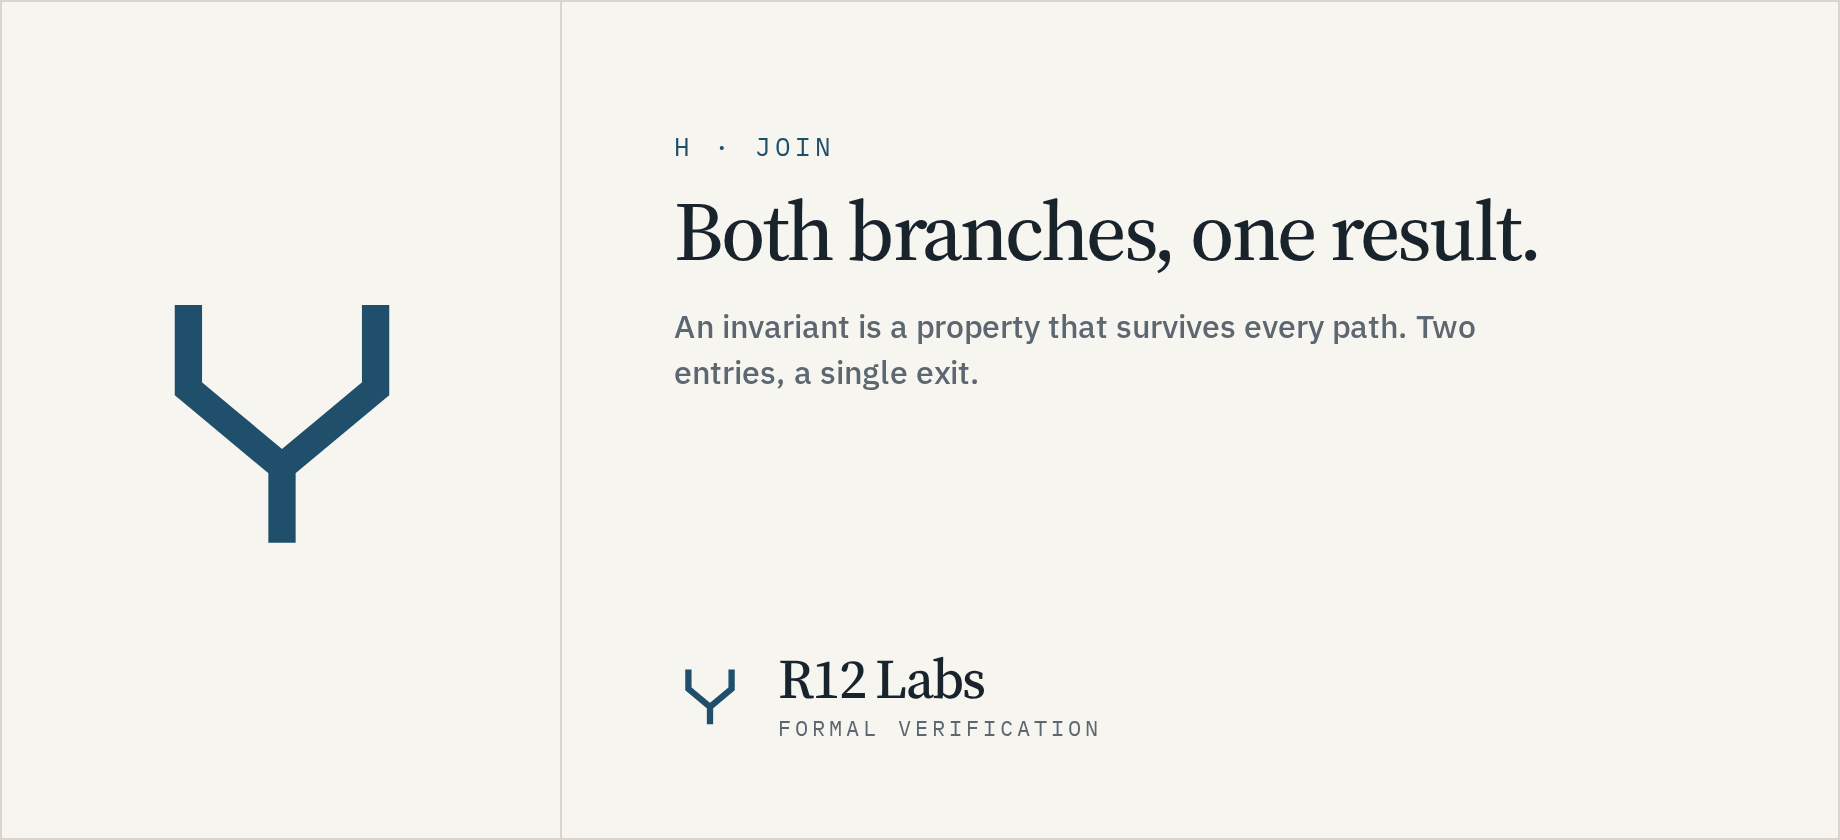 H · JOIN
Both branches, one result.
An invariant is a property that survives every path. Two
entries, a single exit.
R12 Labs
FORMAL VERIFICATION